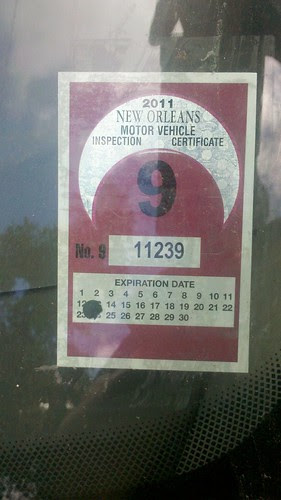 2011
NEW ORLEANS
MOTOR VEHICLE
INSPECTION CERTIFICATE
9
No. 9 11239
EXPIRATION DATE
1 2 3 4 5 6 7 8 9 10 11
12 14 15 16 17 18 19 20 21 22
23 25 26 27 28 29 30